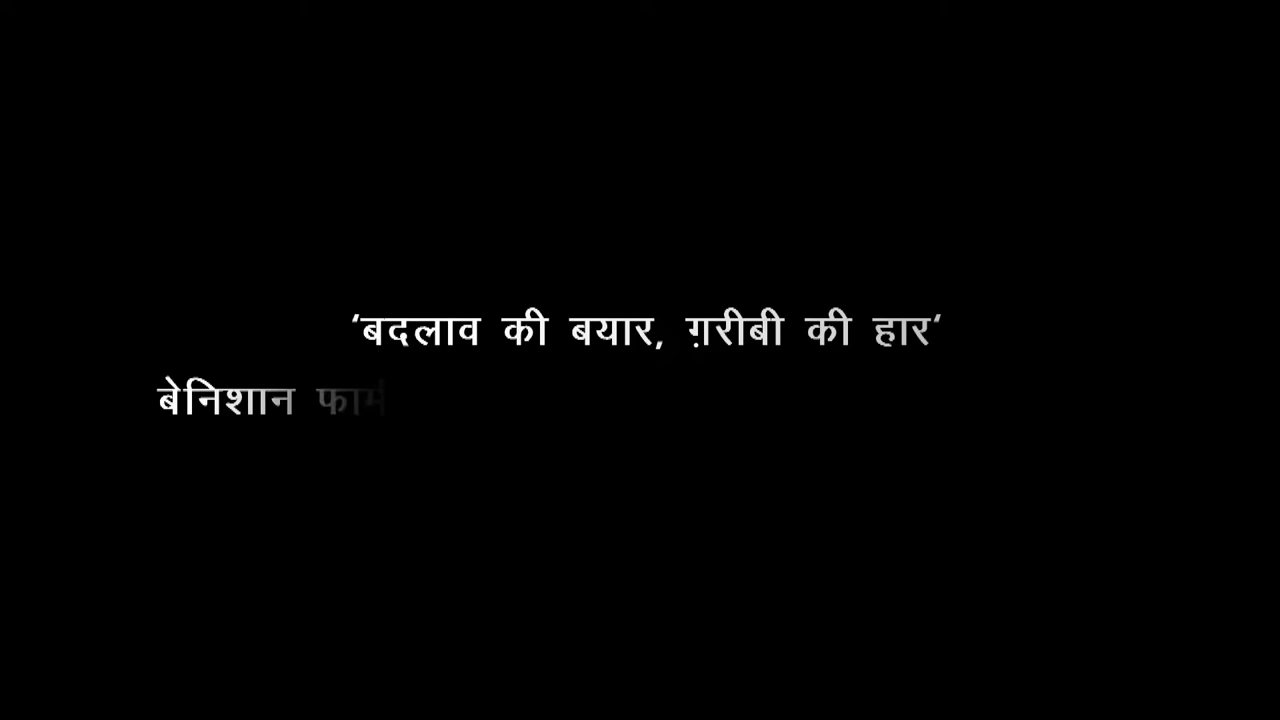 ‘बदलाव की बयार, ग़रीबी की हार‘
बेनिशान